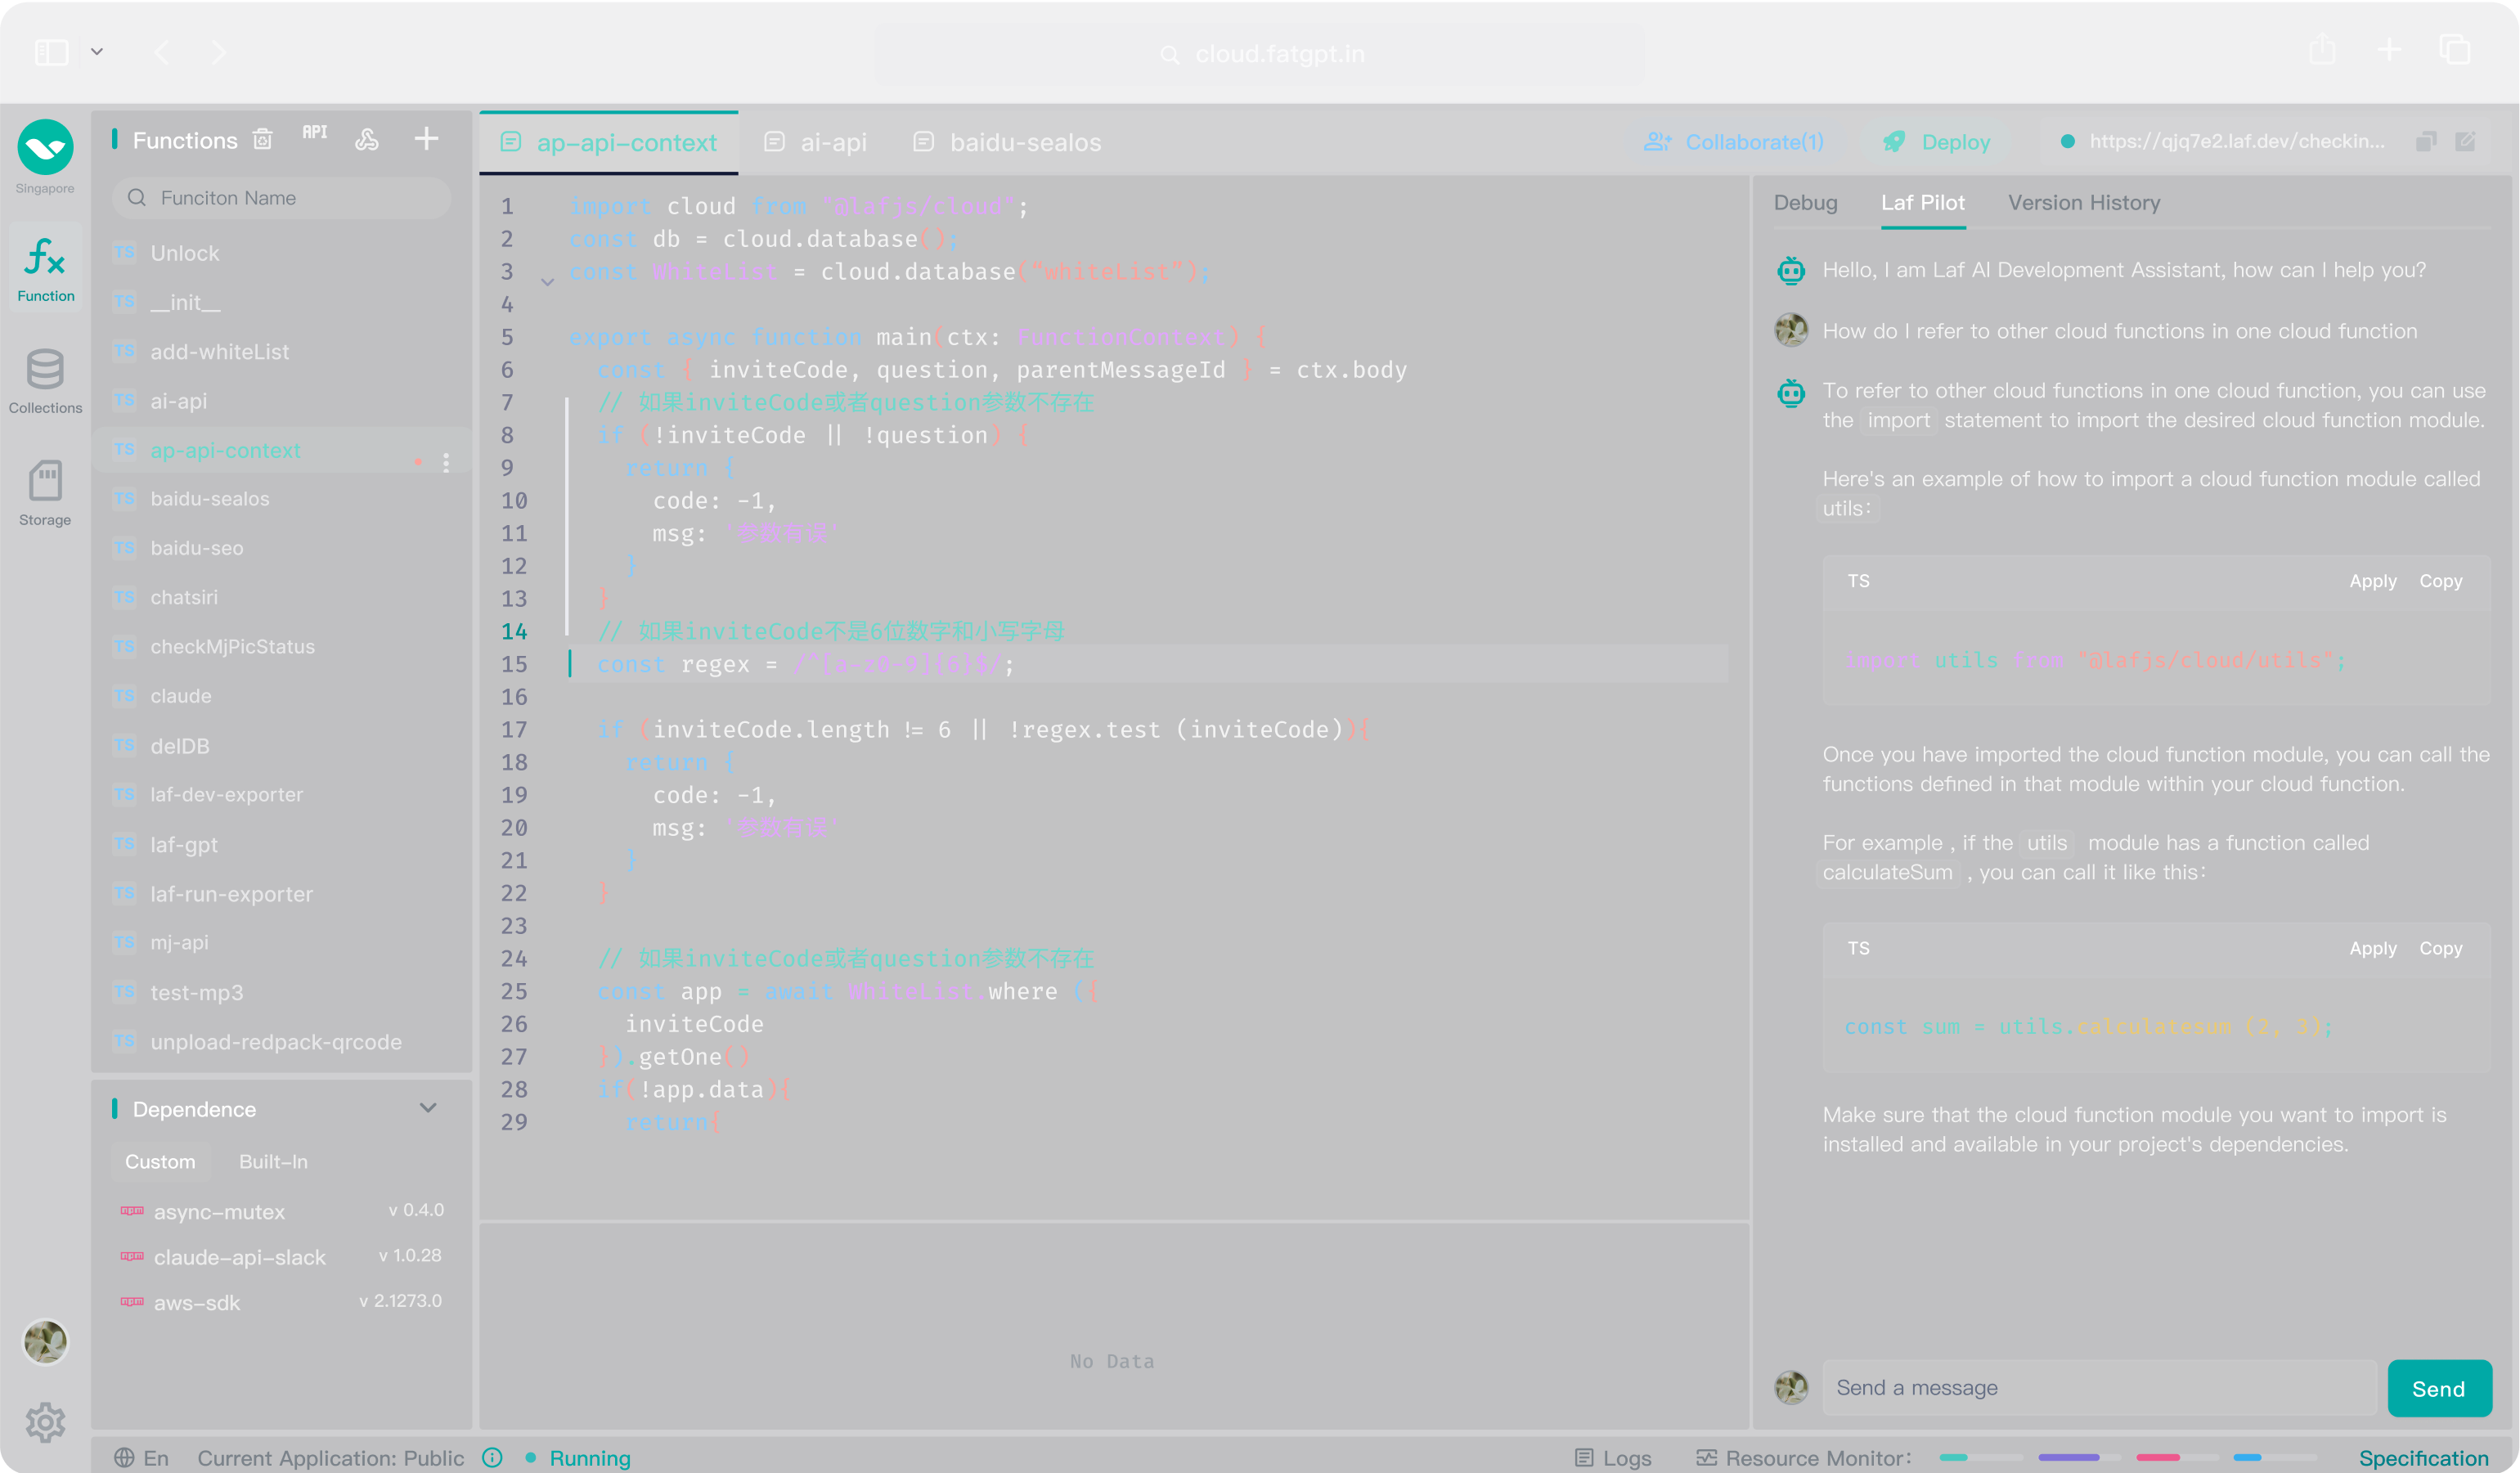 cloud.fatgpt.in
Singapore
Function
Collections
Storage
Functions
API
Funciton Name
TS Unlock
TS __init__
TS add-whiteList
TS ai-api
TS ap-api-context
TS baidu-sealos
TS baidu-seo
TS chatsiri
TS checkMjPicStatus
TS claude
TS delDB
TS laf-dev-exporter
TS laf-gpt
TS laf-run-exporter
TS mj-api
TS test-mp3
TS unpload-redpack-qrcode
Dependence
Custom Built-In
async-mutex v 0.4.0
claude-api-slack v 1.0.28
aws-sdk v 2.1273.0
ap-api-context ai-api baidu-sealos
Collaborate(1) Deploy https://qjq7e2.laf.dev/checkin...
1 import cloud from "@lafjs/cloud";
2 const db = cloud.database();
3 const WhiteList = cloud.database("whiteList");
4
5 export async function main(ctx: FunctionContext) {
6 const { inviteCode, question, parentMessageId } = ctx.body
7 // 如果inviteCode或者question参数不存在
8 if (!inviteCode || !question) {
9 return {
10 code: -1,
11 msg: '参数有误'
12 }
13 }
14 // 如果inviteCode不是6位数字和小写字母
15 const regex = /^[a-z0-9]{6}$/;
16
17 if (inviteCode.length != 6 || !regex.test (inviteCode)){
18 return {
19 code: -1,
20 msg: '参数有误'
21 }
22 }
23
24 // 如果inviteCode或者question参数不存在
25 const app = await WhiteList.where ({
26 inviteCode
27 }).getOne()
28 if(!app.data){
29 return{
No Data
Debug Laf Pilot Version History
Hello, I am Laf AI Development Assistant, how can I help you?
How do I refer to other cloud functions in one cloud function
To refer to other cloud functions in one cloud function, you can use
the import statement to import the desired cloud function module.
Here's an example of how to import a cloud function module called
utils:
TS Apply Copy
import utils from "@lafjs/cloud/utils";
Once you have imported the cloud function module, you can call the
functions defined in that module within your cloud function.
For example , if the utils module has a function called
calculateSum , you can call it like this:
TS Apply Copy
const sum = utils.calculatesum (2, 3);
Make sure that the cloud function module you want to import is
installed and available in your project's dependencies.
Send a message Send
En Current Application: Public Running Logs Resource Monitor: Specification